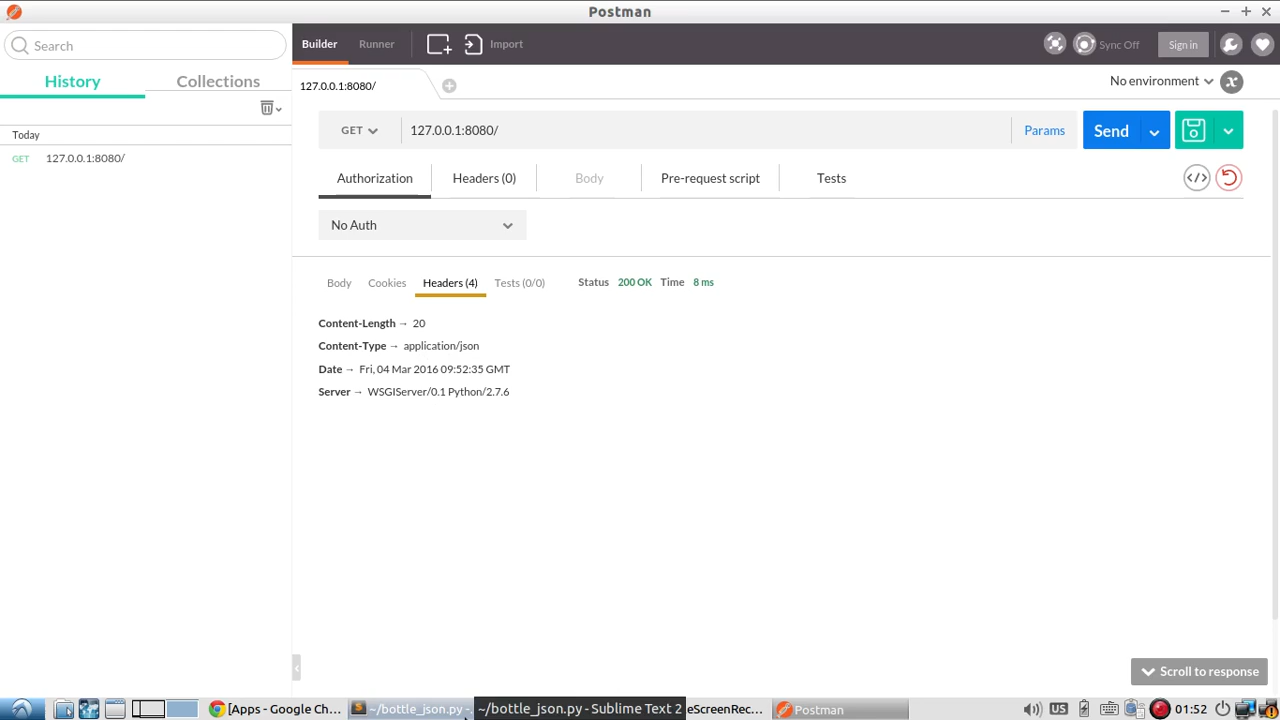 Postman
Search
Builder
Runner
Import
Sync Off
Sign in
History
Collections
127.0.0.1:8080/
No environment
x
Today
GET
127.0.0.1:8080/
GET
127.0.0.1:8080/
Params
Send
Authorization
Headers (0)
Body
Pre-request script
Tests
</>
No Auth
Body
Cookies
Headers (4)
Tests (0/0)
Status
200 OK
Time
8 ms
Content-Length → 20
Content-Type → application/json
Date → Fri, 04 Mar 2016 09:52:35 GMT
Server → WSGIServer/0.1 Python/2.7.6
Scroll to response
[Apps - Google Ch...
~/bottle_json.py -...
~/bottle_json.py - Sublime Text 2
eScreenRec...
Postman
US
01:52